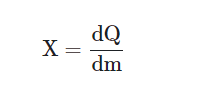 X = dQ/dm